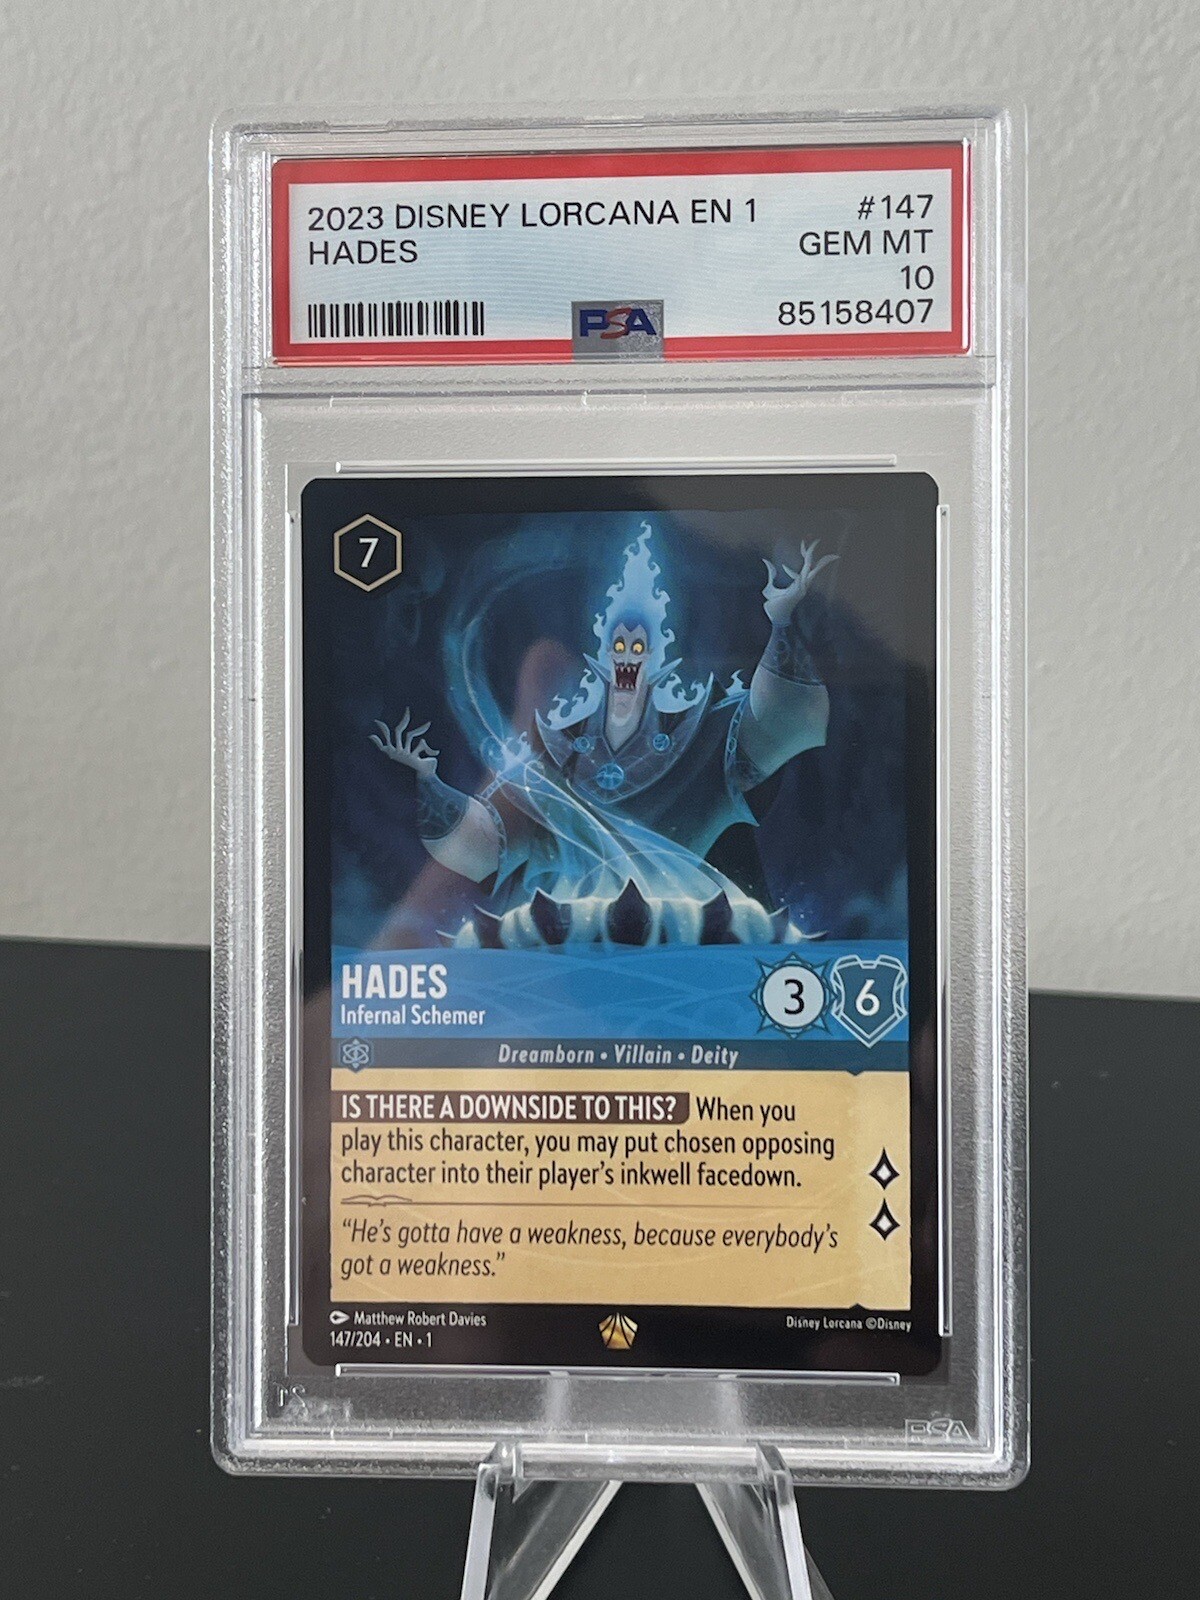 2023 DISNEY LORCANA EN 1 #147
HADES GEM MT
10
PSA 85158407
7
HADES
Infernal Schemer
3 6
Dreamborn • Villain • Deity
IS THERE A DOWNSIDE TO THIS? When you
play this character, you may put chosen opposing
character into their player's inkwell facedown.
“He's gotta have a weakness, because everybody's
got a weakness.”
Matthew Robert Davies
147/204 • EN • 1
Disney Lorcana ©Disney
PSA